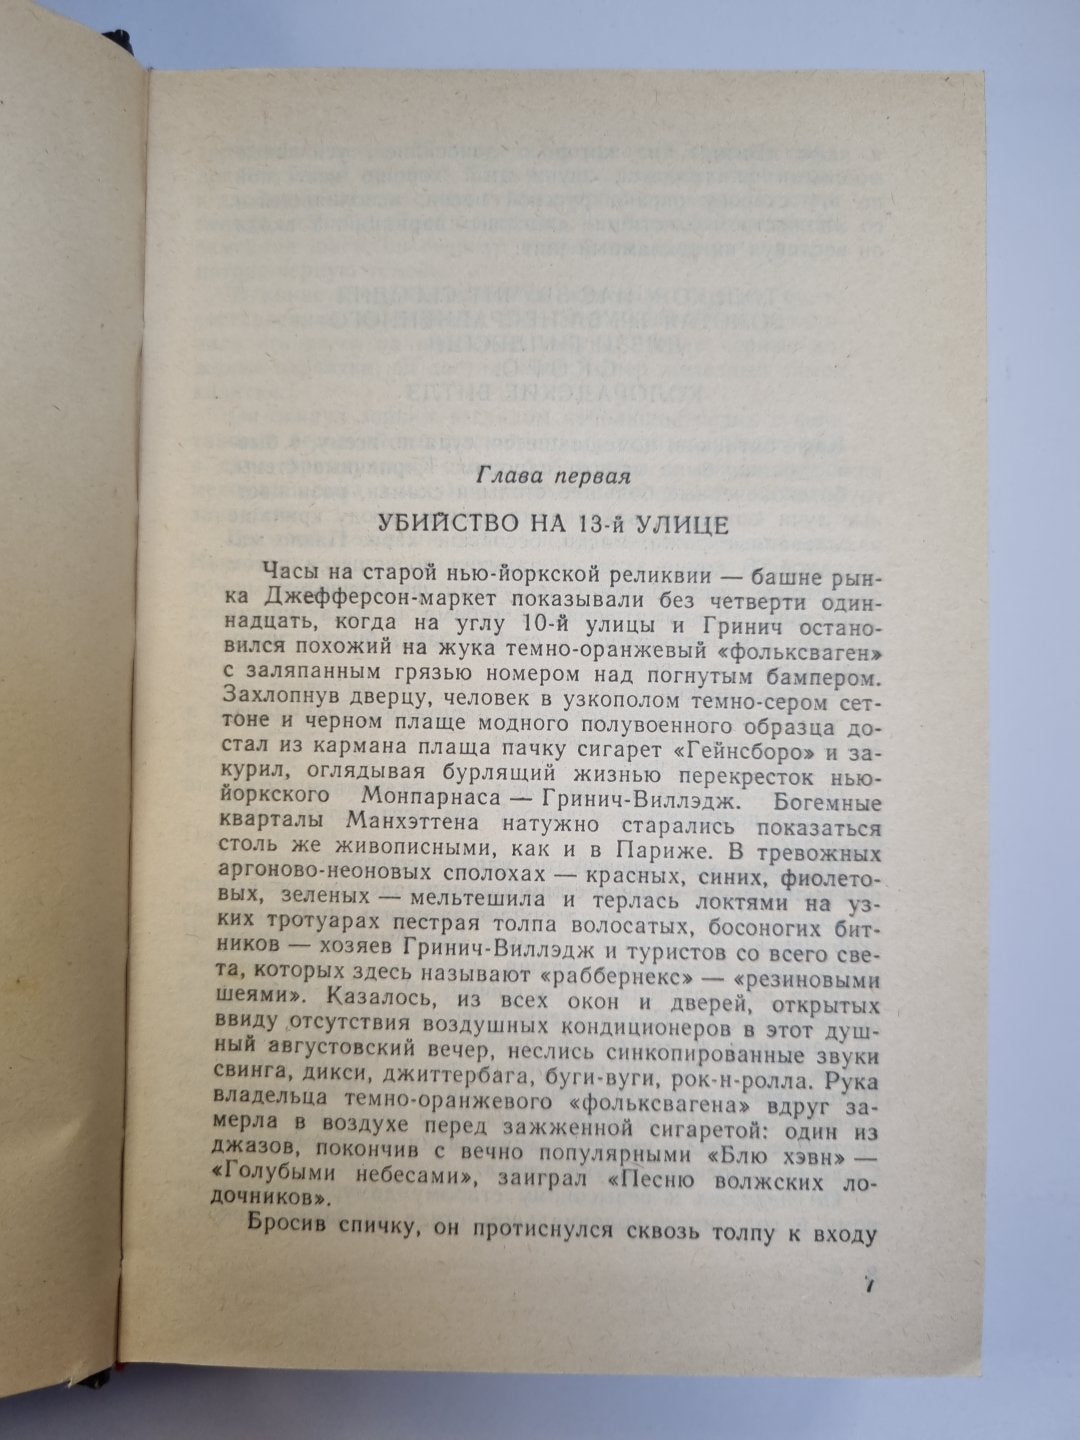 Глава первая
УБИЙСТВО НА 13-й УЛИЦЕ
Часы на старой нью-йоркской реликвии — башне рын-
ка Джефферсон-маркет показывали без четверти один-
надцать, когда на углу 10-й улицы и Гринич остано-
вился похожий на жука темно-оранжевый «фольксваген»
с заляпанным грязью номером над погнутым бампером.
Захлопнув дверцу, человек в узкополом темно-сером сет-
тоне и черном плаще модного полувоенного образца до-
стал из кармана плаща пачку сигарет «Гейнсборо» и за-
курил, оглядывая бурлящий жизнью перекресток нью-
йоркского Монпарнаса — Гринич-Виллэдж. Богемные
кварталы Манхэттена натужно старались показаться
столь же живописными, как и в Париже. В тревожных
аргоново-неоновых сполохах — красных, синих, фиолето-
вых, зеленых — мельтешила и терлась локтями на уз-
ких тротуарах пестрая толпа волосатых, босоногих бит-
ников — хозяев Гринич-Виллэдж и туристов со всего све-
та, которых здесь называют «раббернекс» — «резиновыми
шеями». Казалось, из всех окон и дверей, открытых
ввиду отсутствия воздушных кондиционеров в этот душ-
ный августовский вечер, неслись синкопированные звуки
свинга, дикси, джиттербага, буги-вуги, рок-н-ролла. Рука
владельца темно-оранжевого «фольксвагена» вдруг за-
мерла в воздухе перед зажженной сигаретой: один из
джазов, покончив с вечно популярными «Блю хэвн» —
«Голубыми небесами», заиграл «Песню волжских ло-
дочников».
Бросив спичку, он протиснулся сквозь толпу к входу
7